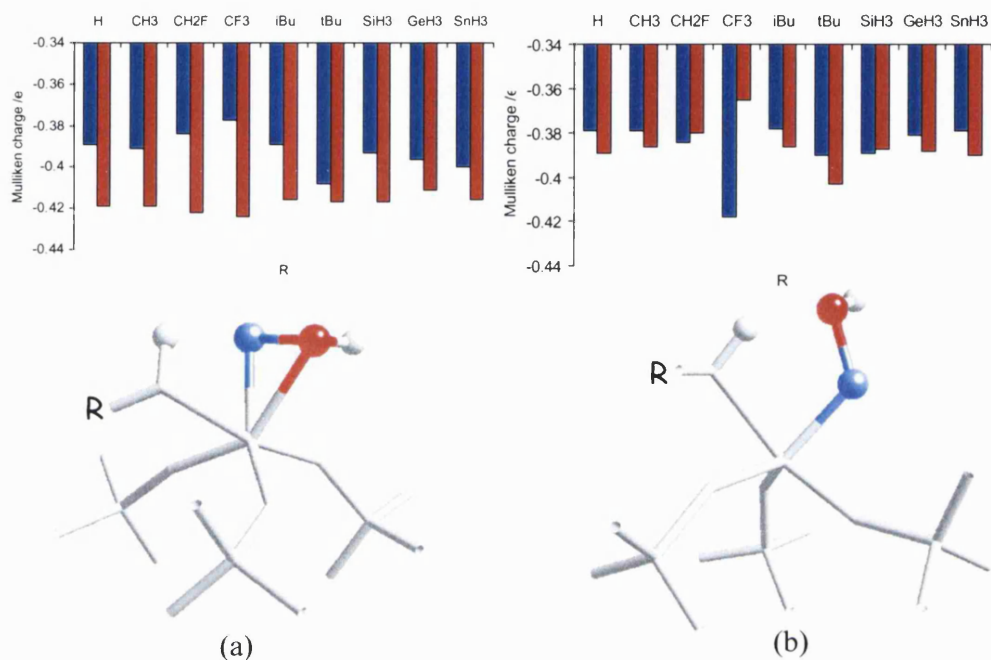 H CH3 CH2F CF3 iBu tBu SiH3 GeH3 SnH3
-0.34
-0.36
-0.38
-0.4
-0.42
-0.44
Mulliken charge /e
R
R
(a)
H CH3 CH2F CF3 iBu tBu SiH3 GeH3 SnH3
-0.34
-0.36
-0.38
-0.4
-0.42
-0.44
Mulliken charge /e
R
R
(b)